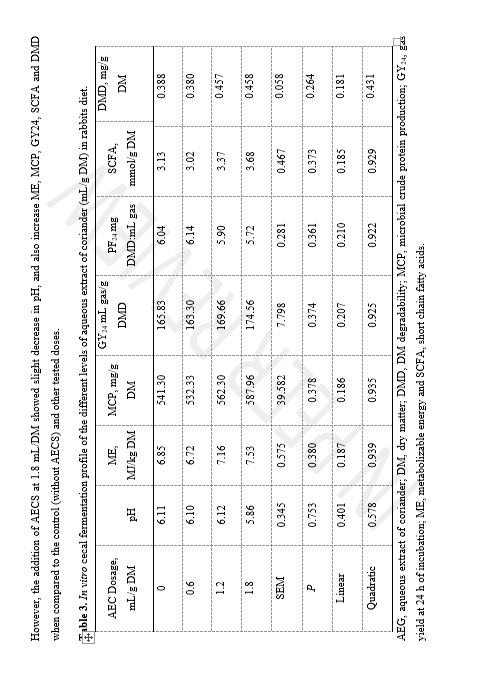 However, the addition of AECS at 1.8 mL/DM showed slight decrease in pH, and also increase ME, MCP, GY24, SCFA and DMD
when compared to the control (without AECS) and other tested doses.
Table 3. In vitro cecal fermentation profile of the different levels of aqueous extract of coriander (mL/g DM) in rabbits diet.
AEC Dosage, mL/g DM pH ME, MJ/kg DM MCP, mg/g DM GY24 mL gas/g DMD PF24 mg DMD:mL gas SCFA, mmol/g DM DMD, mg/g DM
0 6.11 6.85 541.30 165.83 6.04 3.13 0.388
0.6 6.10 6.72 532.33 163.30 6.14 3.02 0.380
1.2 6.12 7.16 562.30 169.66 5.90 3.37 0.457
1.8 5.86 7.53 587.96 174.56 5.72 3.68 0.458
SEM 0.345 0.575 39.582 7.798 0.281 0.467 0.058
P 0.753 0.380 0.378 0.374 0.361 0.373 0.264
Linear 0.401 0.187 0.186 0.207 0.210 0.185 0.181
Quadratic 0.578 0.939 0.935 0.925 0.922 0.929 0.431
AEG, aqueous extract of coriander; DM, dry matter; DMD, DM degradability; MCP, microbial crude protein production; GY24, gas
yield at 24 h of incubation; ME, metabolizable energy and SCFA, short chain fatty acids.
IN PEER REVIEW